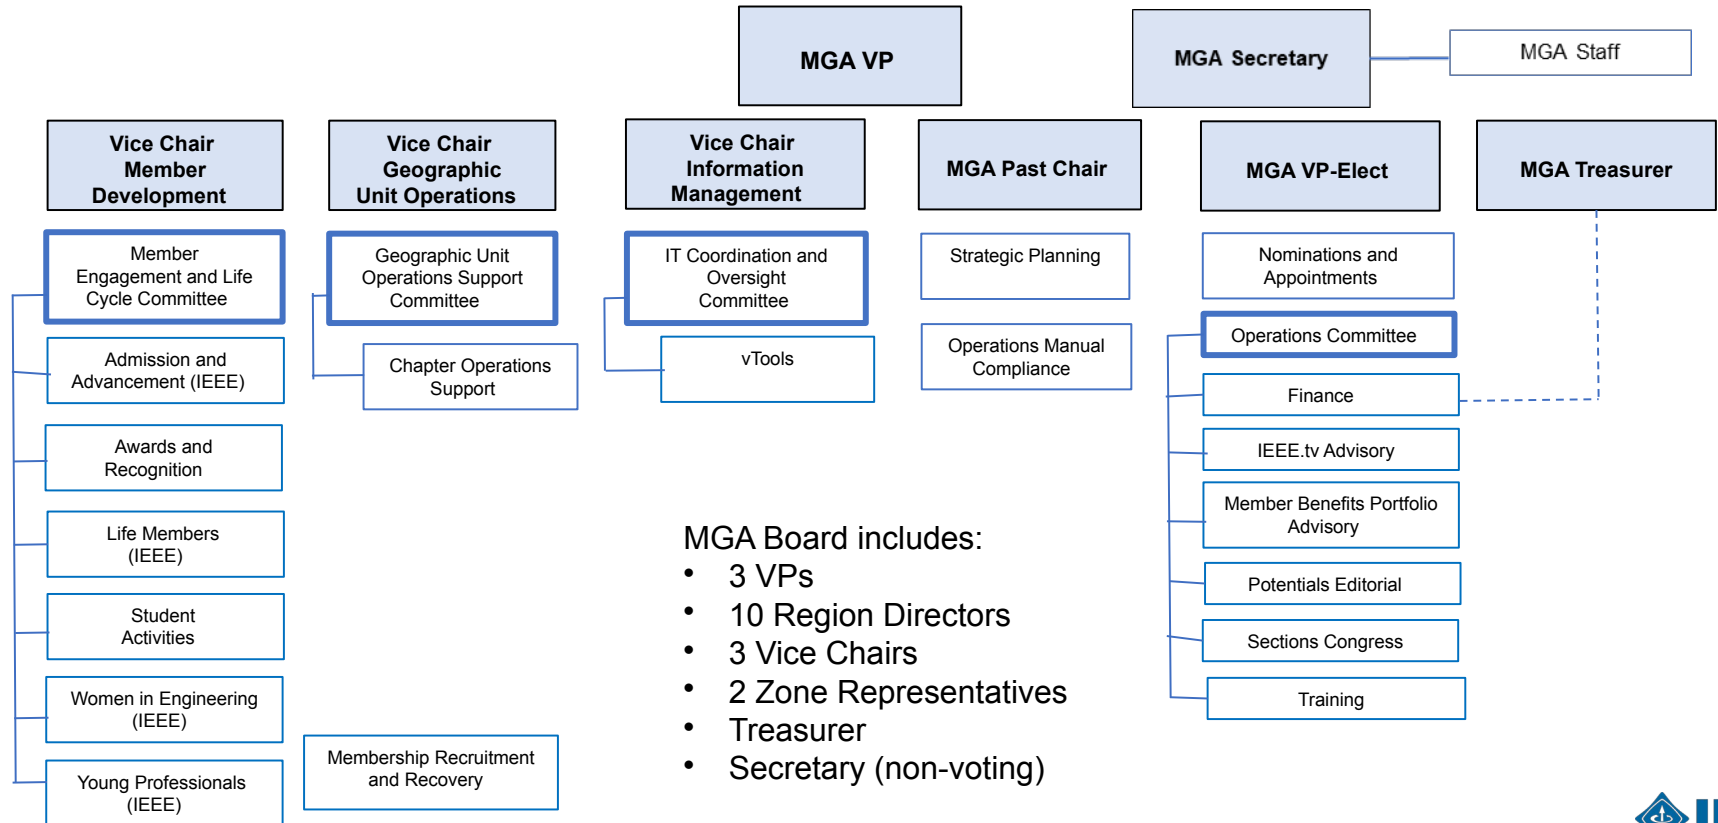 MGA VP
MGA Secretary
MGA Staff
Vice Chair
Member
Development
Vice Chair
Geographic
Unit Operations
Vice Chair
Information
Management
MGA Past Chair
MGA VP-Elect
MGA Treasurer
Member
Engagement and Life
Cycle Committee
Geographic Unit
Operations Support
Committee
IT Coordination and
Oversight
Committee
Strategic Planning
Nominations and
Appointments
Operations Committee
Admission and
Advancement (IEEE)
Chapter Operations
Support
vTools
Operations Manual
Compliance
Finance
Awards and
Recognition
IEEE.tv Advisory
Life Members
(IEEE)
Member Benefits Portfolio
Advisory
Student
Activities
Potentials Editorial
Sections Congress
Women in Engineering
(IEEE)
Training
Membership Recruitment
and Recovery
Young Professionals
(IEEE)
MGA Board includes:
• 3 VPs
• 10 Region Directors
• 3 Vice Chairs
• 2 Zone Representatives
• Treasurer
• Secretary (non-voting)